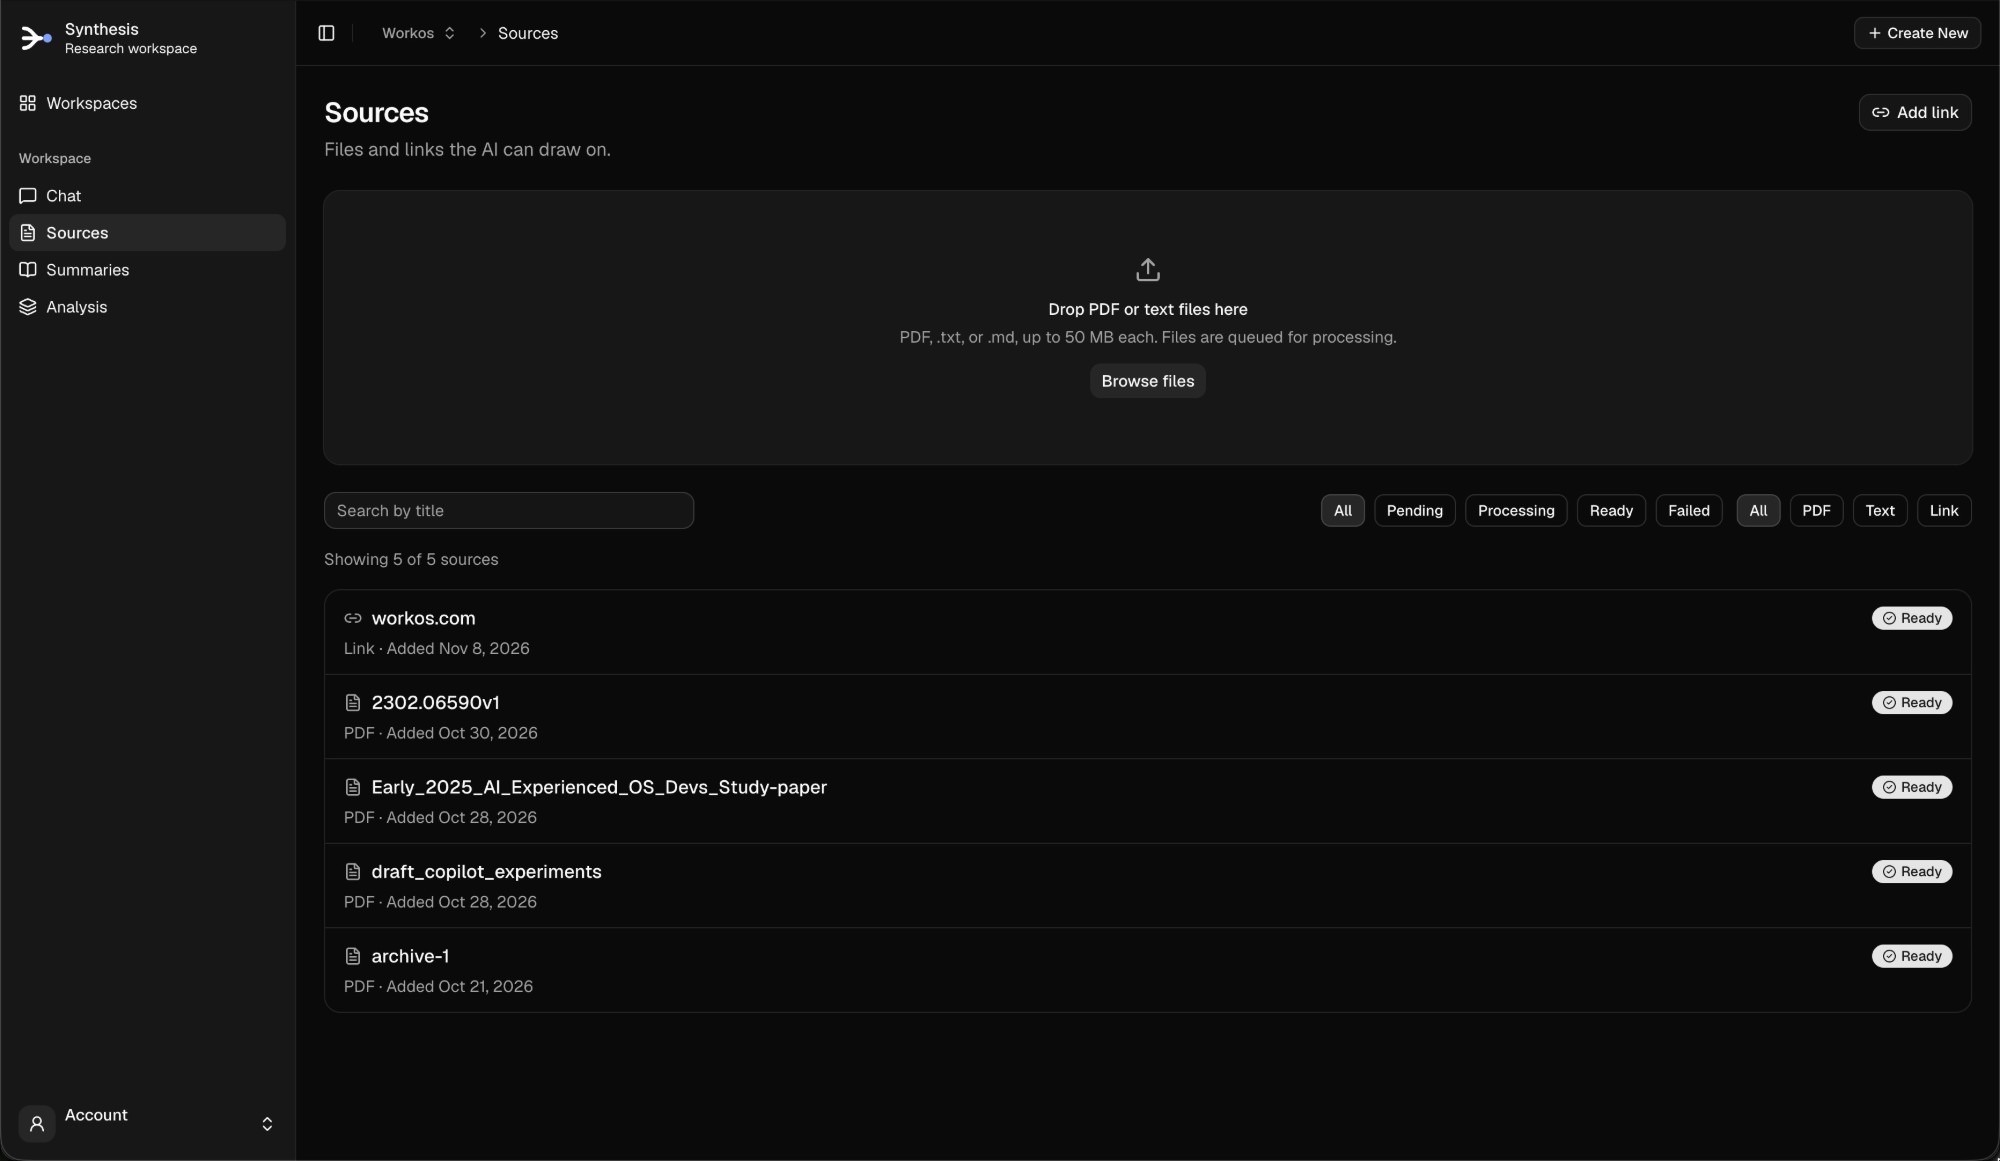 Synthesis
Research workspace
Workspaces
Workspace
Chat
Sources
Summaries
Analysis
Account
Workos
Sources
Create New
Sources
Files and links the AI can draw on.
Add link
Drop PDF or text files here
PDF, .txt, or .md, up to 50 MB each. Files are queued for processing.
Browse files
Search by title
All Pending Processing Ready Failed All PDF Text Link
Showing 5 of 5 sources
workos.com
Ready
Link · Added Nov 8, 2026
2302.06590v1
Ready
PDF · Added Oct 30, 2026
Early_2025_AI_Experienced_OS_Devs_Study-paper
Ready
PDF · Added Oct 28, 2026
draft_copilot_experiments
Ready
PDF · Added Oct 28, 2026
archive-1
Ready
PDF · Added Oct 21, 2026